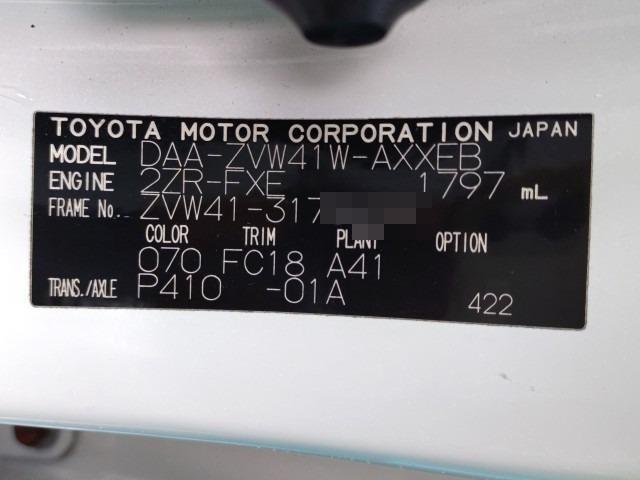 TOYOTA MOTOR CORPORATION JAPAN
MODEL DAA-ZVW41W-AXXEB
ENGINE 2ZR-FXE 1797 mL
FRAME No. ZVW41-317
COLOR TRIM PLANT OPTION
070 FC18 A41
TRANS./AXLE P410 -01A 422